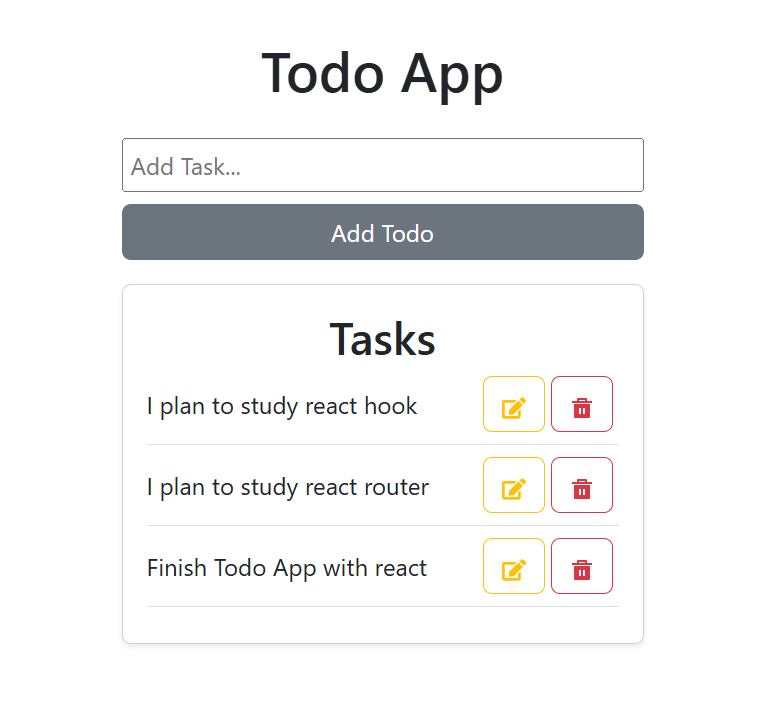 Todo App
Add Task...
Add Todo
Tasks
I plan to study react hook
I plan to study react router
Finish Todo App with react